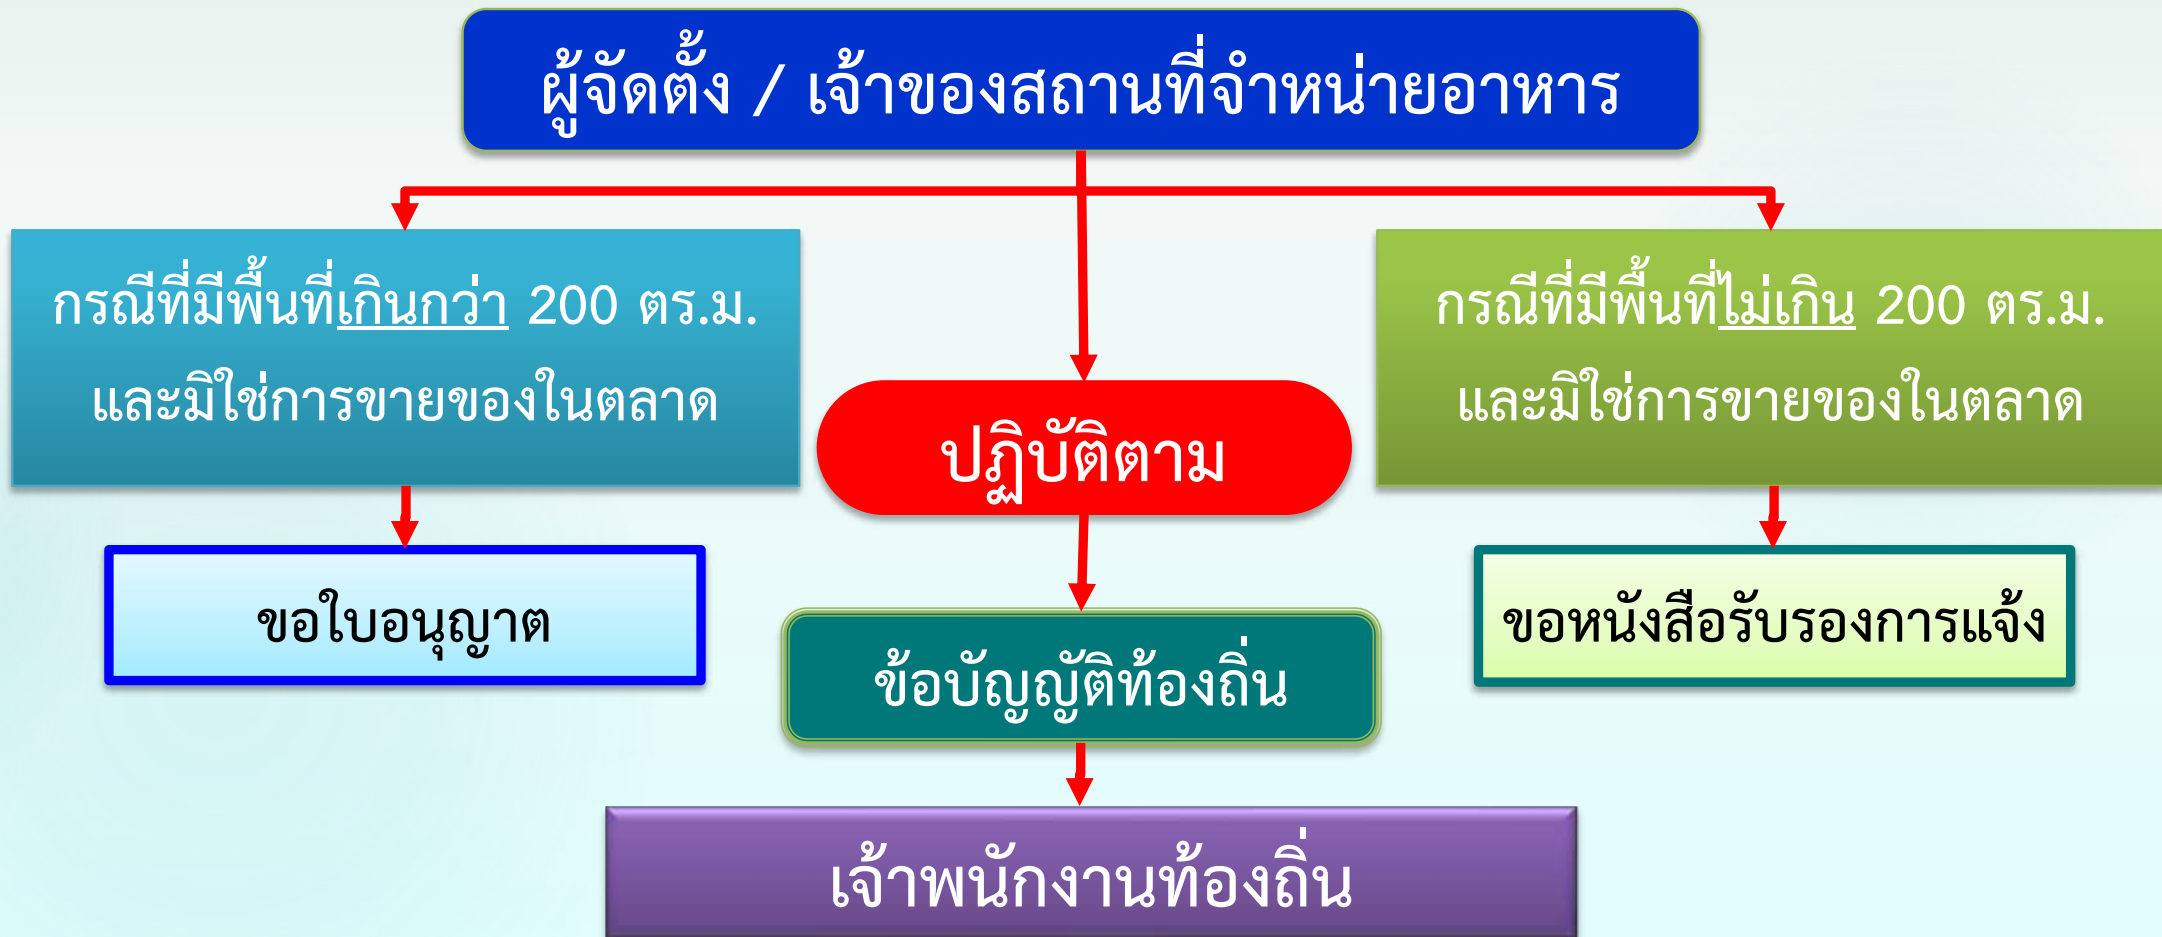 ผู้จัดตั้ง / เจ้าของสถานที่จำหน่ายอาหาร
กรณีที่มีพื้นที่เกินกว่า 200 ตร.ม.
และมิใช่การขายของในตลาด
กรณีที่มีพื้นที่ไม่เกิน 200 ตร.ม.
และมิใช่การขายของในตลาด
ปฏิบัติตาม
ขอใบอนุญาต
ขอหนังสือรับรองการแจ้ง
ข้อบัญญัติท้องถิ่น
เจ้าพนักงานท้องถิ่น